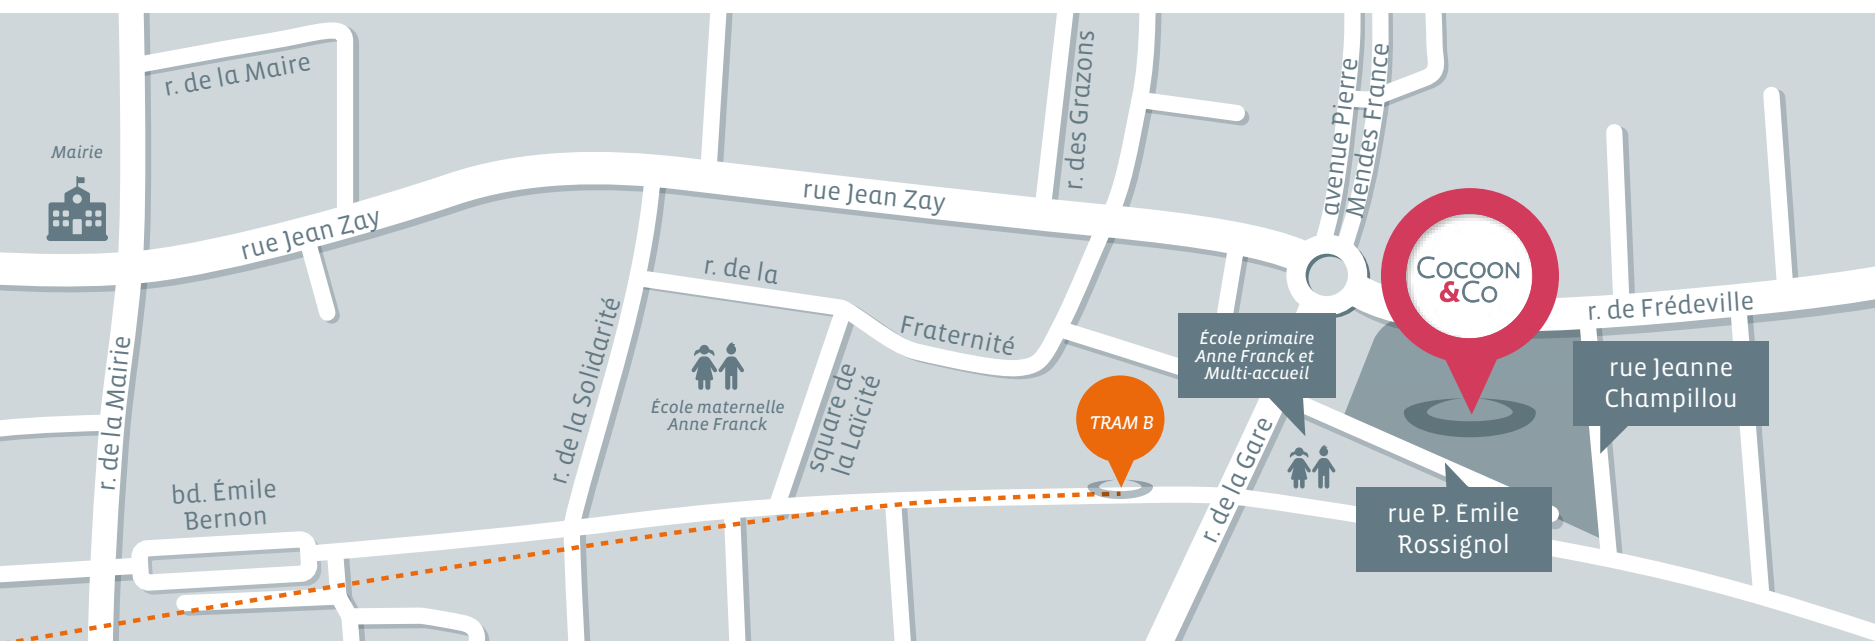 r. de la Maire
Mairie
rue Jean Zay
rue Jean Zay
r. des Grazons
avenue Pierre
Mendes France
COCOON
&CO
r. de Frédeville
rue Jeanne
Champillou
r. de la
Fraternité
École primaire
Anne Franck et
Multi-accueil
r. de la Mairie
r. de la Solidarité
École maternelle
Anne Franck
square de
la Laïcité
TRAM B
r. de la Gare
bd. Émile
Bernon
rue P. Emile
Rossignol